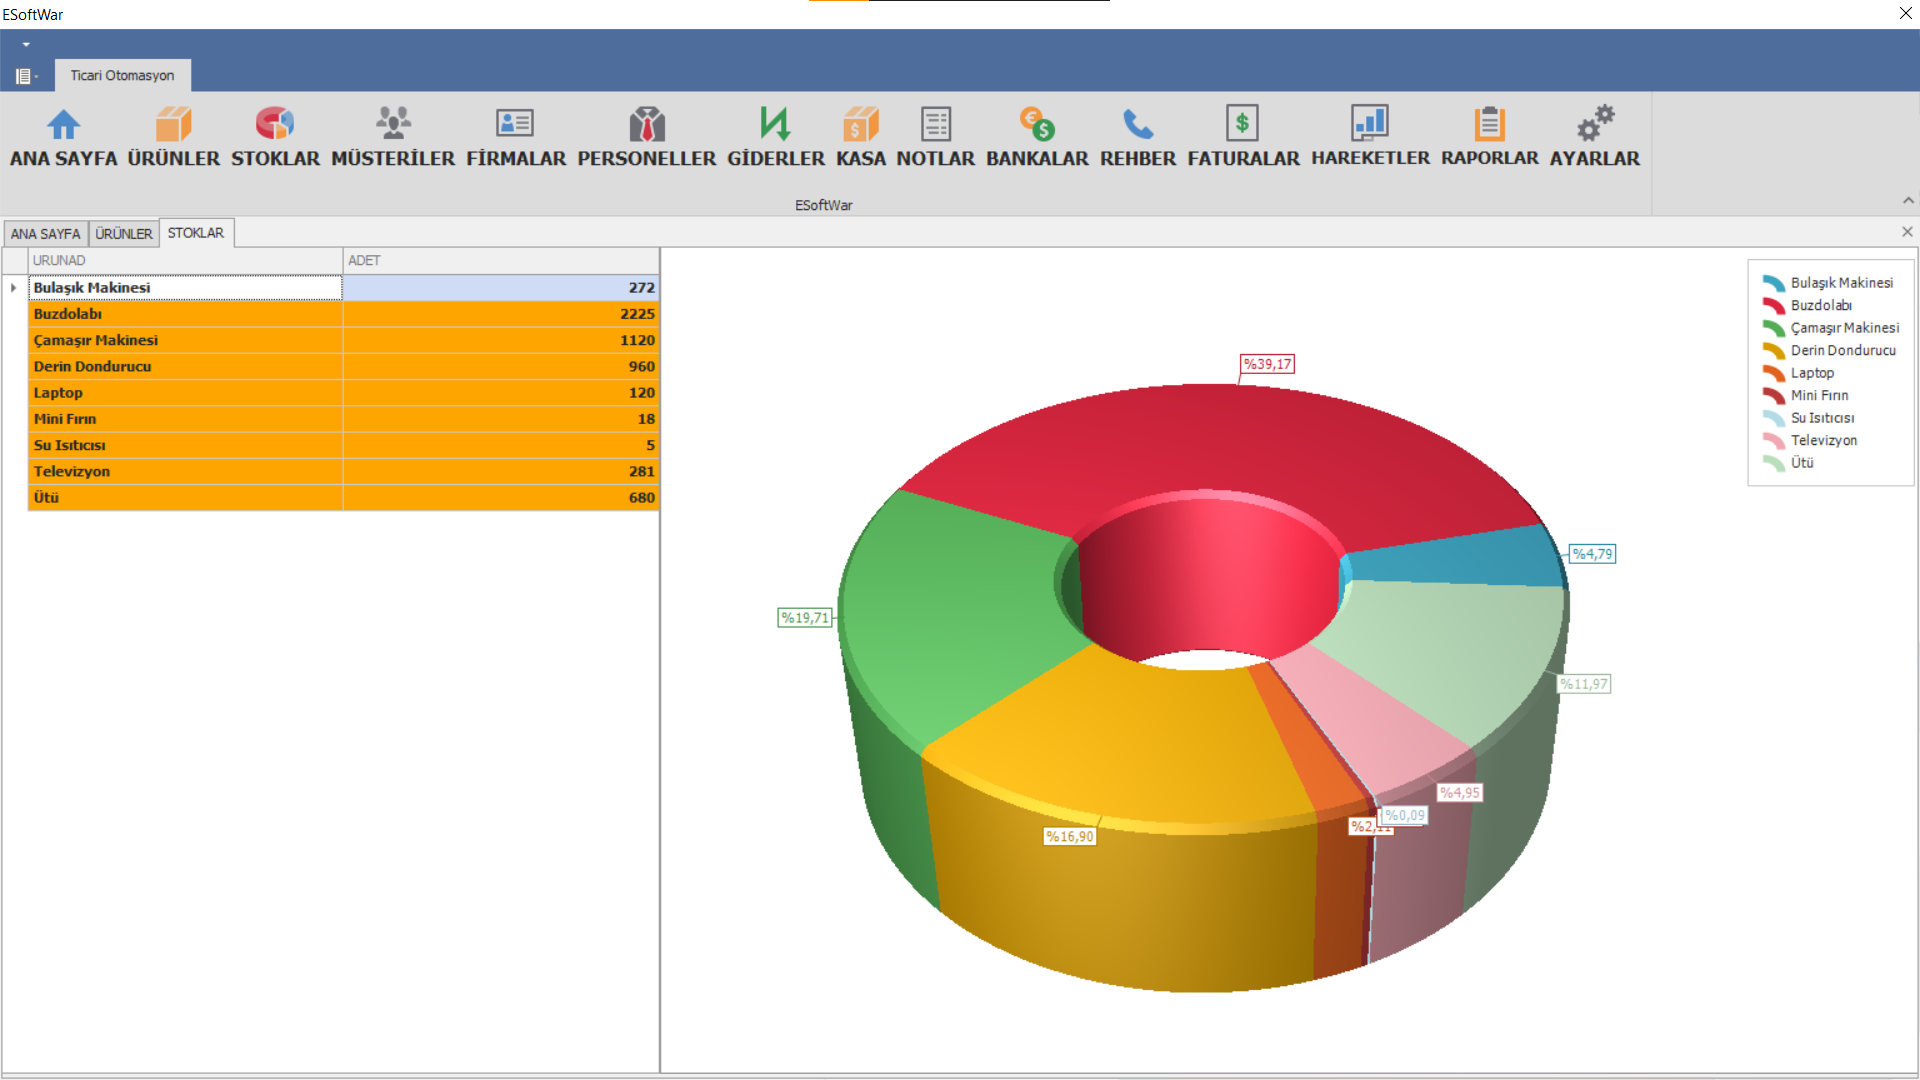 ESoftWar
Ticari Otomasyon
ANA SAYFA ÜRÜNLER STOKLAR MÜSTERİLER FİRMALAR PERSONELLER GİDERLER KASA NOTLAR BANKALAR REHBER FATURALAR HAREKETLER RAPORLAR AYARLAR
ESoftWar
ANA SAYFA ÜRÜNLER STOKLAR
URUNAD ADET
Bulaşık Makinesi 272
Buzdolabı 2225
Çamaşır Makinesi 1120
Derin Dondurucu 960
Laptop 120
Mini Fırın 18
Su Isıtıcısı 5
Televizyon 281
Ütü 680
Bulaşık Makinesi
Buzdolabı
Çamaşır Makinesi
Derin Dondurucu
Laptop
Mini Fırın
Su Isıtıcısı
Televizyon
Ütü
%39,17
%4,79
%19,71
%11,97
%4,95
%0,09
%2,11
%16,90